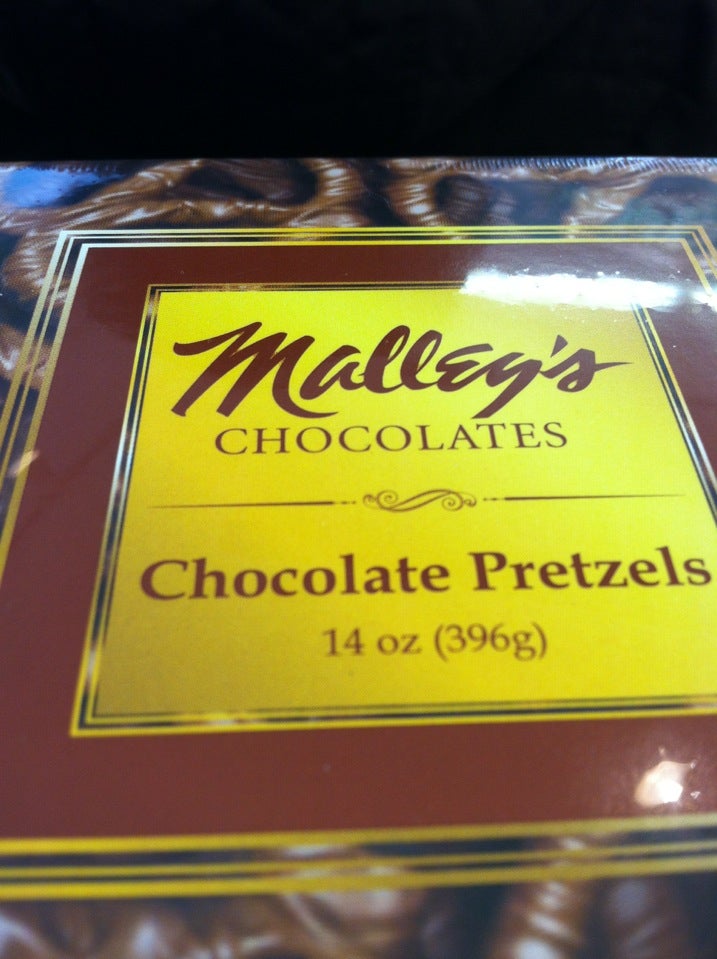 Malley's
CHOCOLATES
Chocolate Pretzels
14 oz (396g)